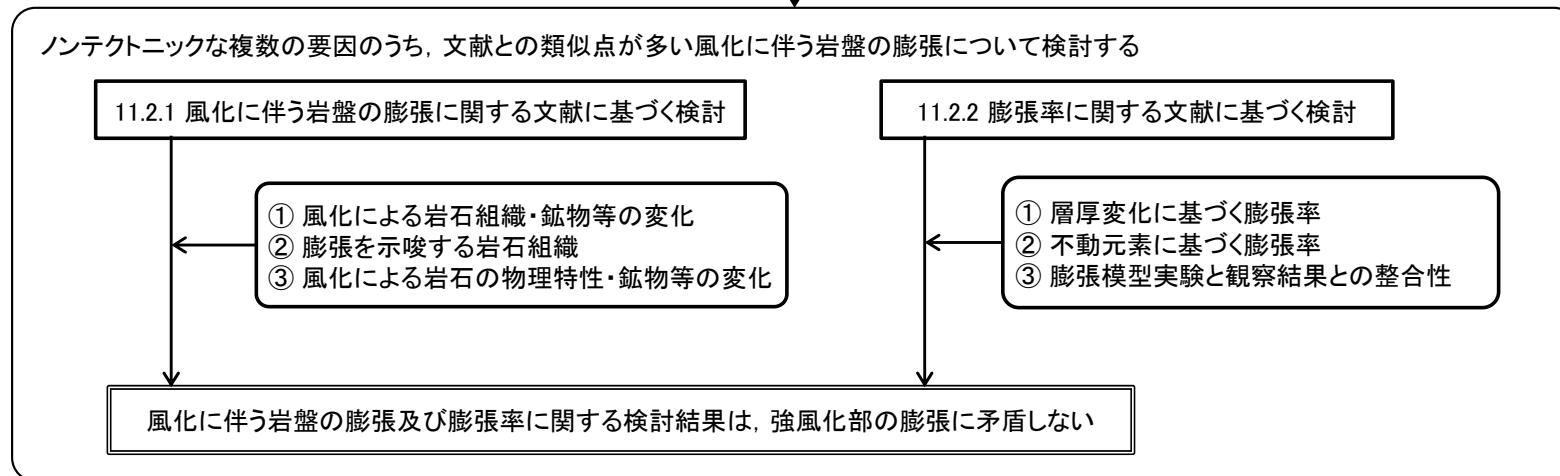 ノンテクトニックな複数の要因のうち，文献との類似点が多い風化に伴う岩盤の膨張について検討する
11.2.1 風化に伴う岩盤の膨張に関する文献に基づく検討
① 風化による岩石組織・鉱物等の変化
② 膨張を示唆する岩石組織
③ 風化による岩石の物理特性・鉱物等の変化
11.2.2 膨張率に関する文献に基づく検討
① 層厚変化に基づく膨張率
② 不動元素に基づく膨張率
③ 膨張模型実験と観察結果との整合性
風化に伴う岩盤の膨張及び膨張率に関する検討結果は，強風化部の膨張に矛盾しない